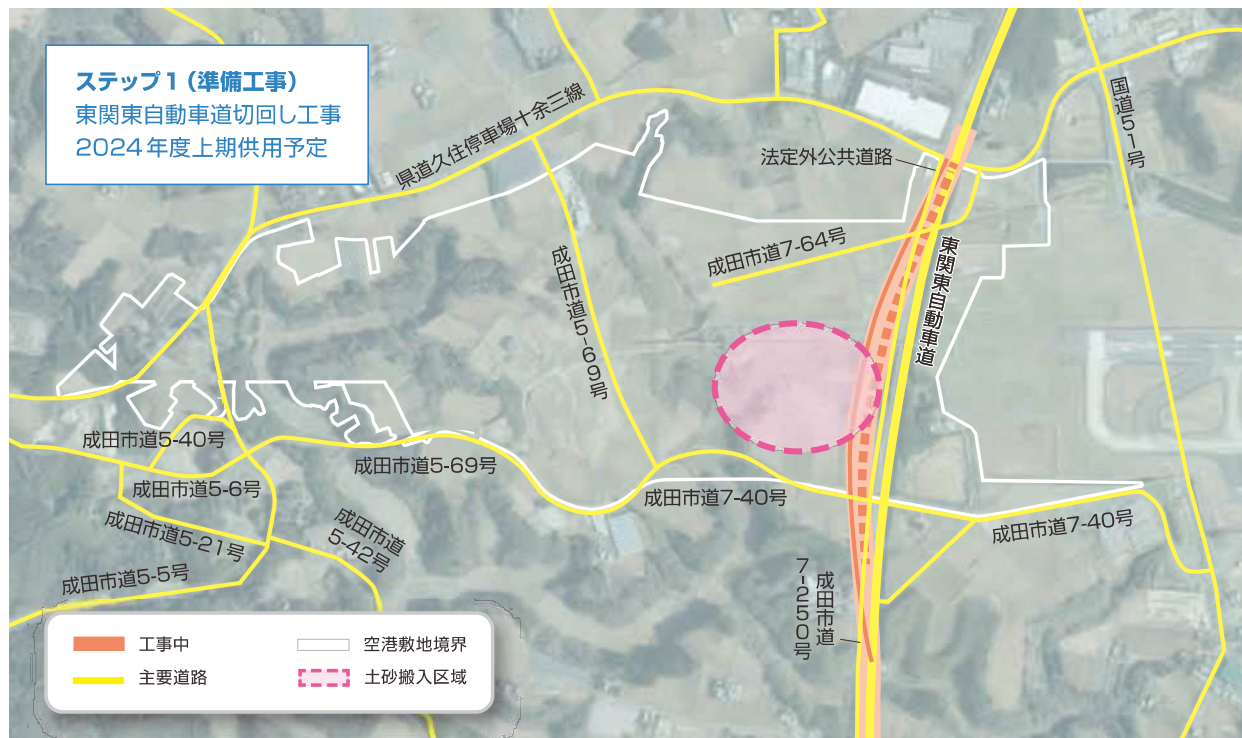 ステップ1(準備工事)
東関東自動車道切回し工事
2024年度上期供用予定
県道久住停車場十余三線
国道51号
法定外公共道路
成田市道7-64号
東関東自動車道
成田市道5-69号
成田市道5-40号
成田市道5-69号
成田市道5-6号
成田市道7-40号
成田市道7-40号
成田市道5-21号
成田市道
5-42号
成田市道5-5号
成田市道
7-250号
工事中
空港敷地境界
主要道路
土砂搬入区域